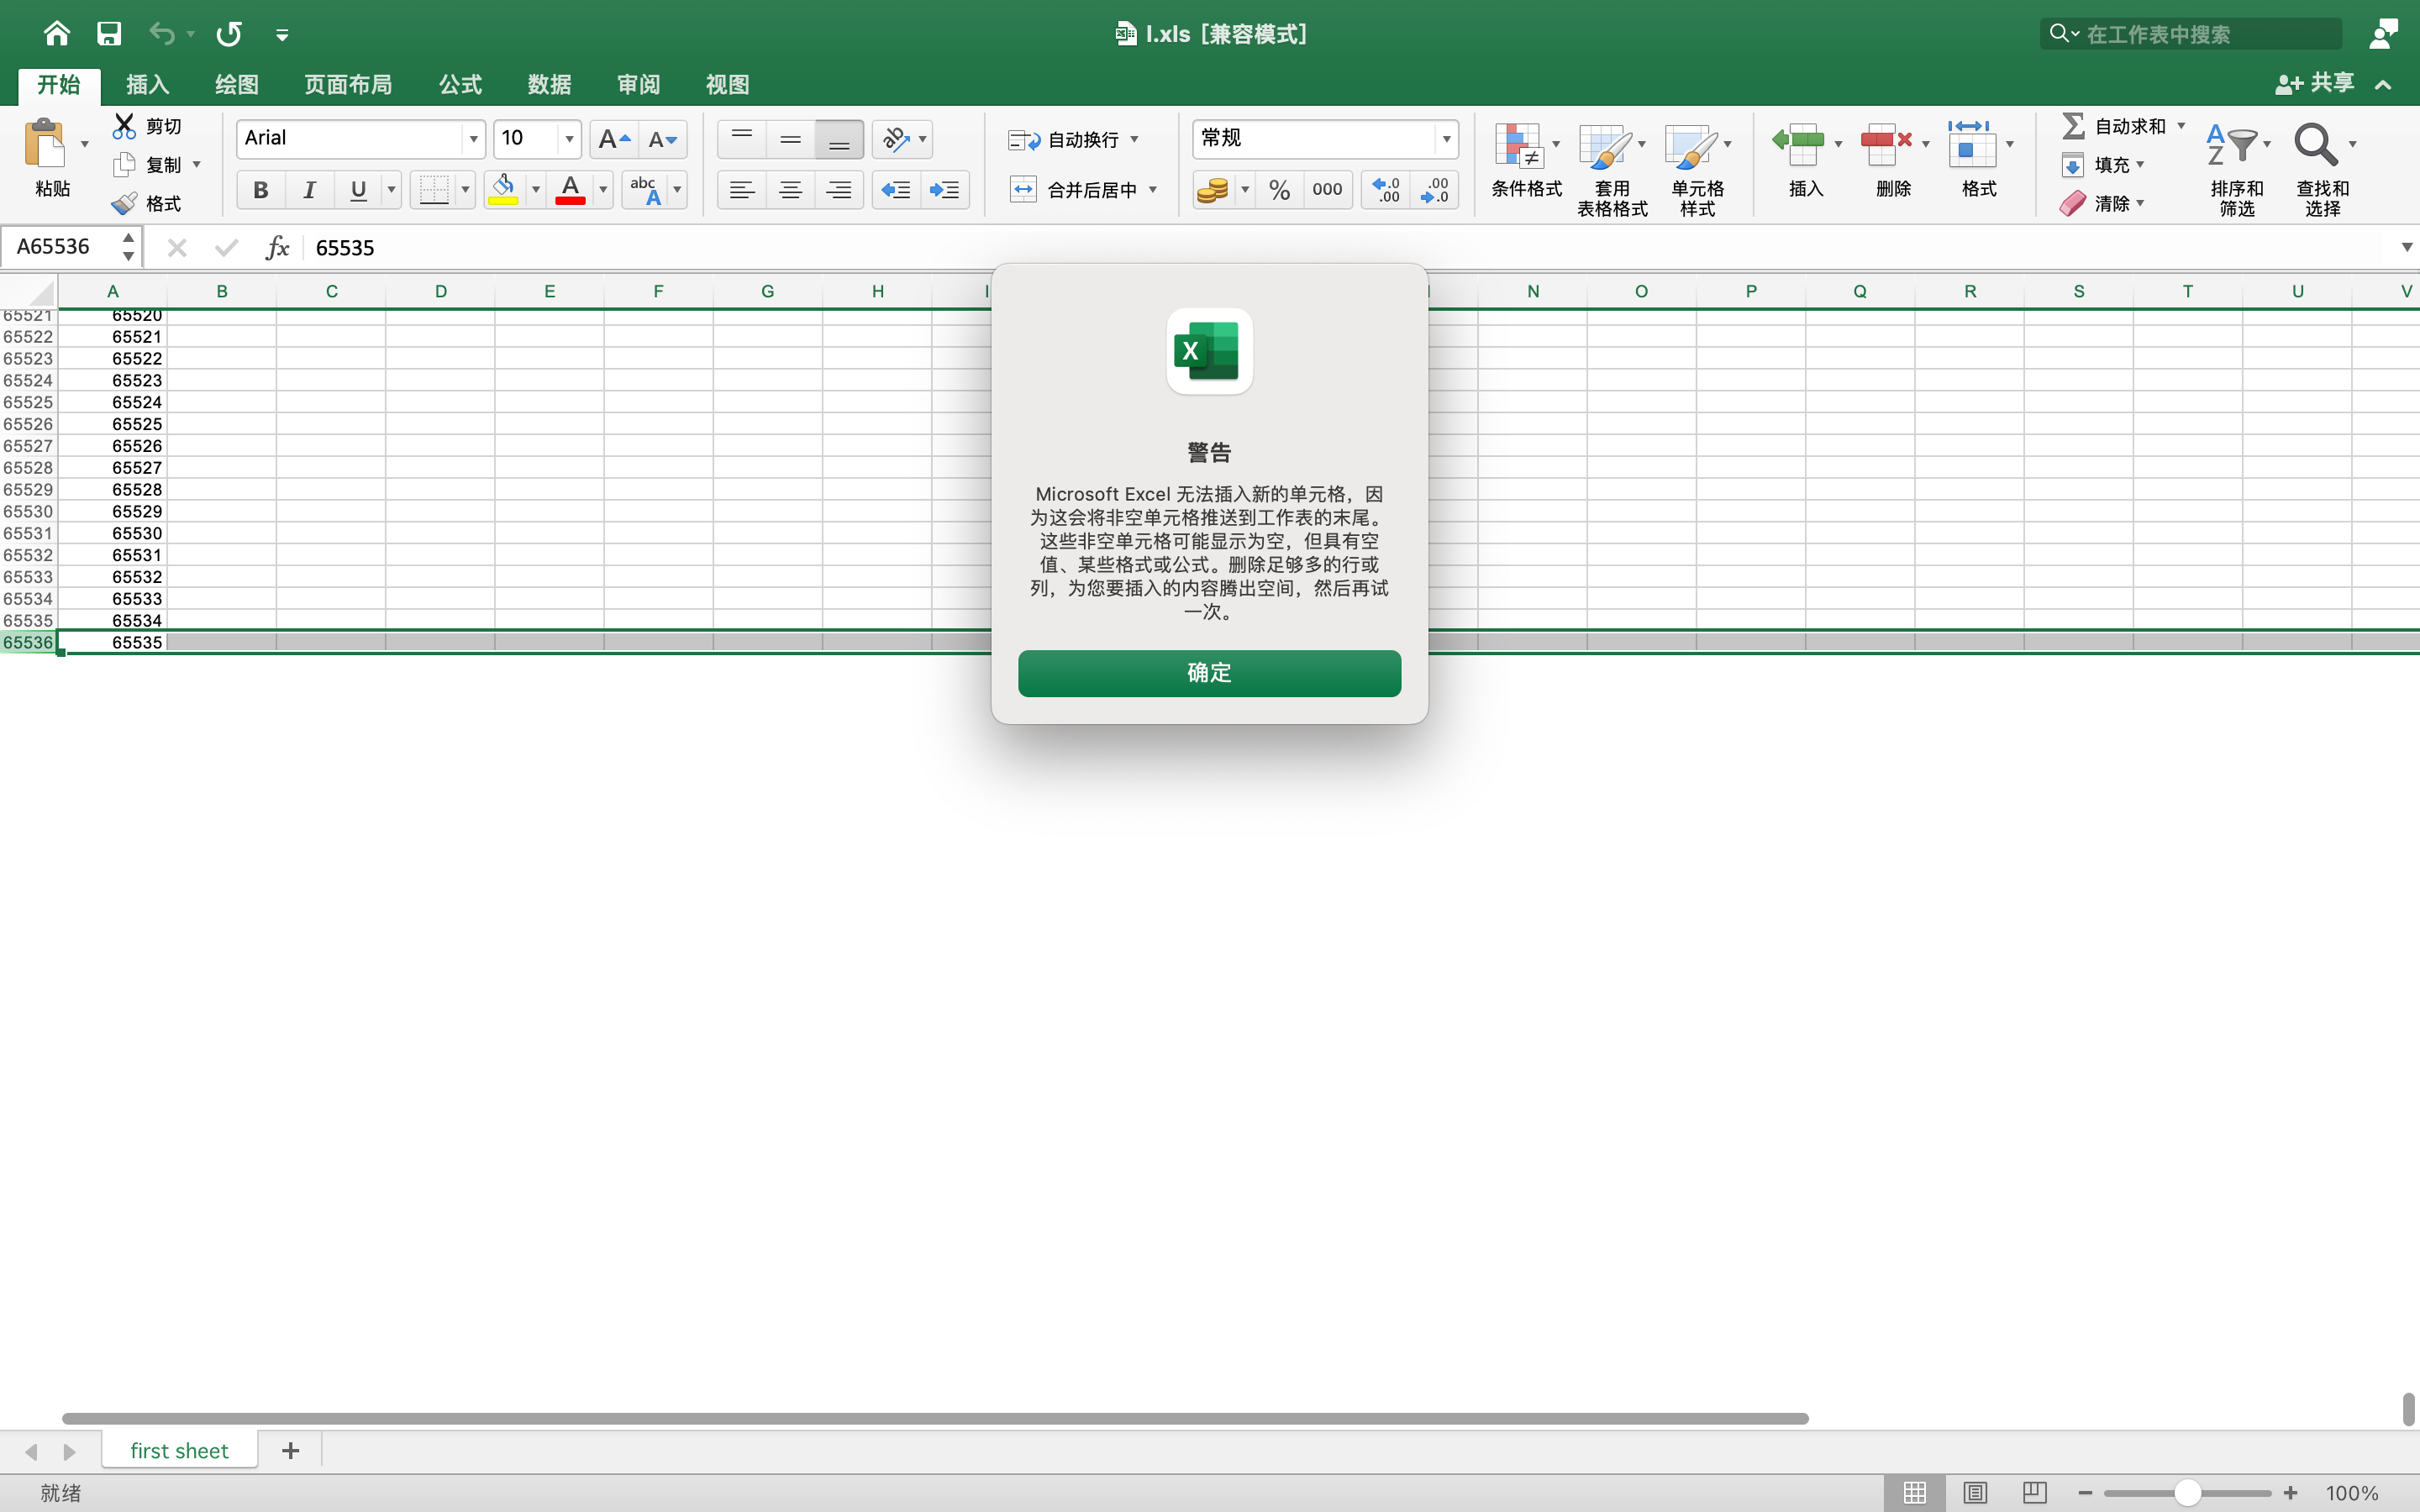 l.xls [兼容模式]
在工作表中搜索
开始 插入 绘图 页面布局 公式 数据 审阅 视图
共享
粘贴
剪切
复制
格式
Arial 10
B I U
abc A
自动换行
合并后居中
常规
% 000 .0 .00 .00 .0
条件格式
套用
表格格式
单元格
样式
插入
删除
格式
自动求和
填充
清除
排序和
筛选
查找和
选择
A65536 fx 65535
A B C D E F G H I N O P Q R S T U V
65521 65520
65522 65521
65523 65522
65524 65523
65525 65524
65526 65525
65527 65526
65528 65527
65529 65528
65530 65529
65531 65530
65532 65531
65533 65532
65534 65533
65535 65534
65536 65535
警告
Microsoft Excel 无法插入新的单元格，因
为这会将非空单元格推送到工作表的末尾。
这些非空单元格可能显示为空，但具有空
值、某些格式或公式。删除足够多的行或
列，为您要插入的内容腾出空间，然后再试
一次。
确定
first sheet
就绪
100%